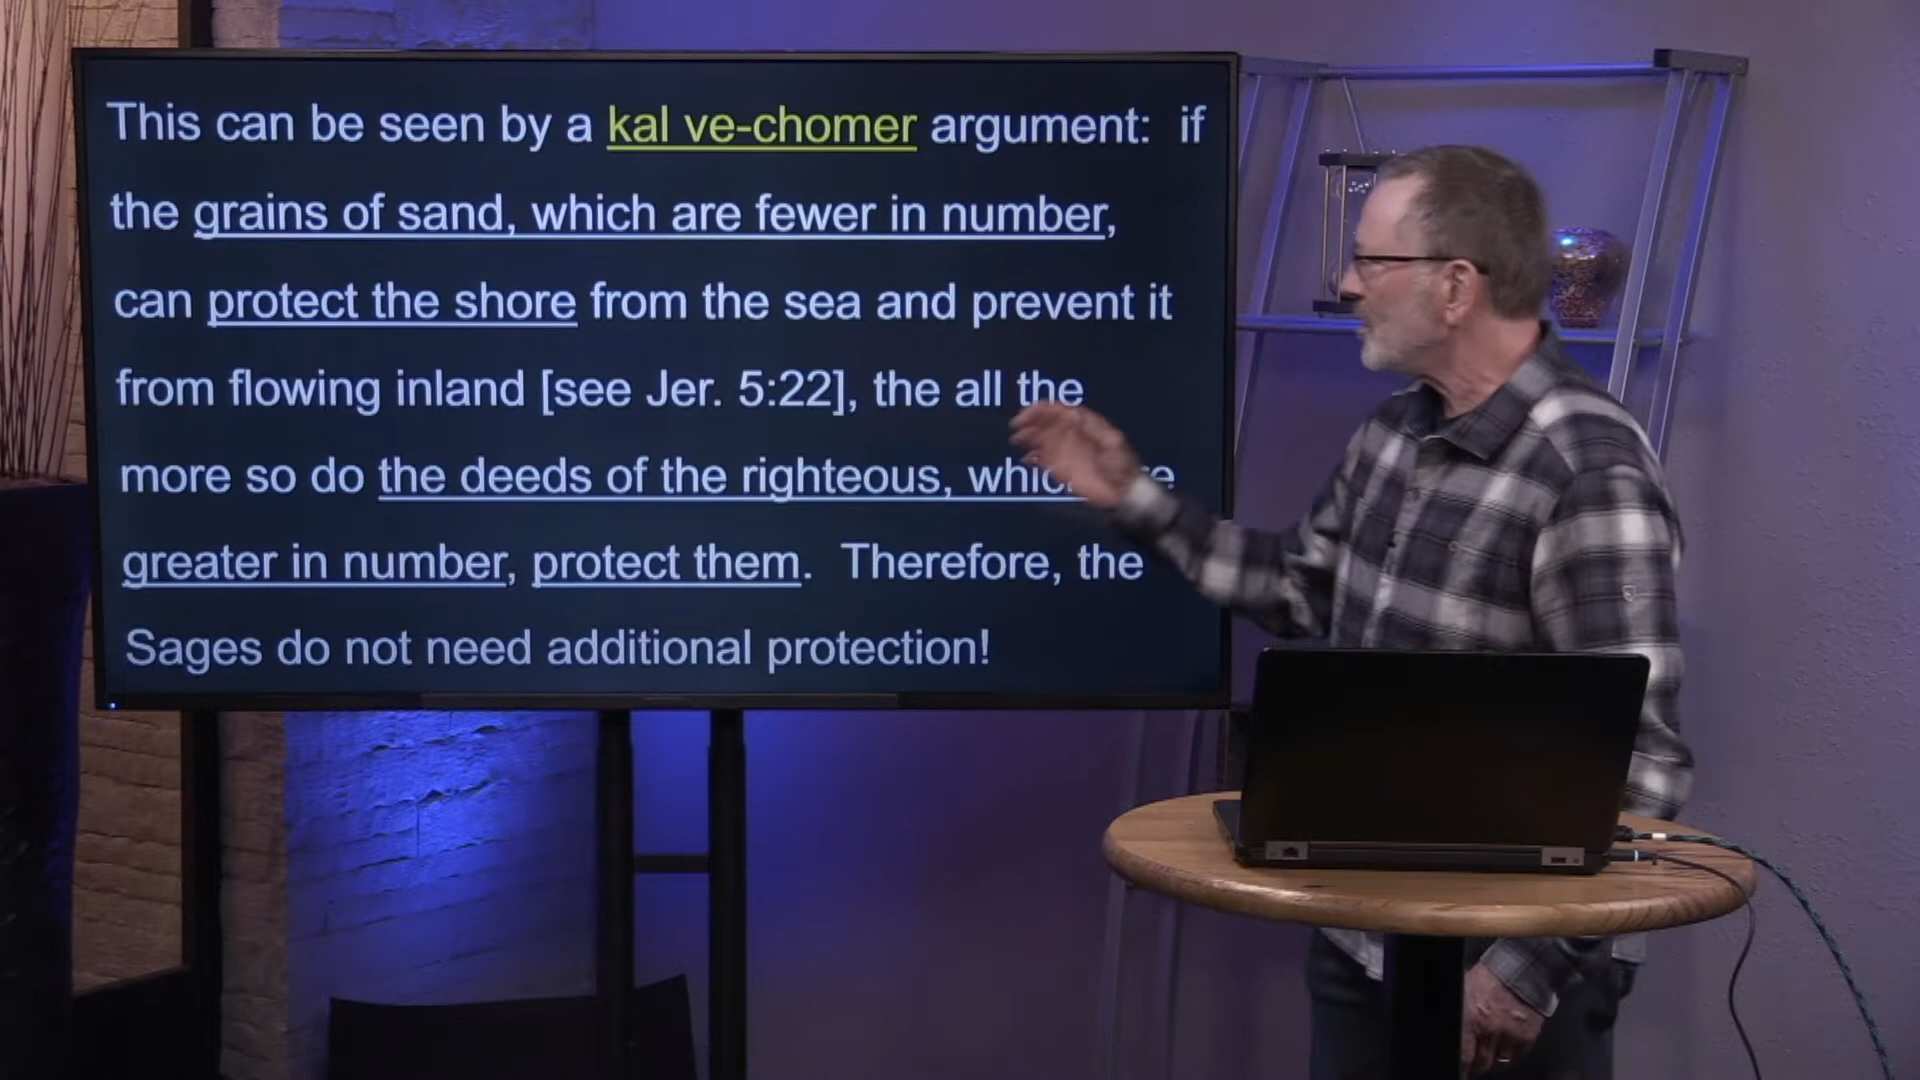 This can be seen by a kal ve-chomer argument: if
the grains of sand, which are fewer in number,
can protect the shore from the sea and prevent it
from flowing inland [see Jer. 5:22], the all the
more so do the deeds of the righteous,
greater in number, protect them. Therefore, the
Sages do not need additional protection!